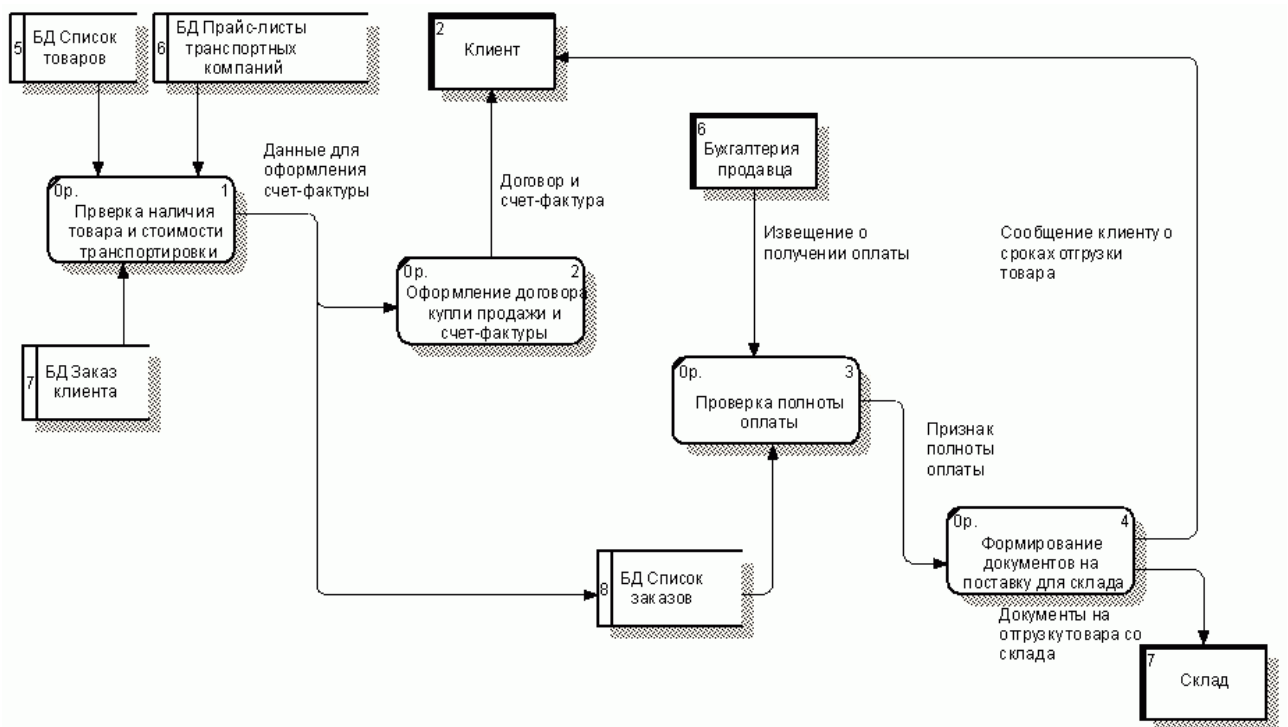 5
БД Список
товаров
6
БД Прайс-листы
транспортных
компаний
2
Клиент
6
Бухгалтерия
продавца
Данные для
оформления
счет-фактуры
Договор и
счет-фактура
0р.
1
Прверка наличия
товара и стоимости
транспортировки
Извещение о
получении оплаты
Сообщение клиенту о
сроках отгрузки
товара
0р.
2
Оформление договора
купли продажи и
счет-фактуры
7
БД Заказ
клиента
0р.
3
Проверка полноты
оплаты
Признак
полноты
оплаты
0р.
4
Формирование
документов на
поставку для склада
8
БД Список
заказов
Документы на
отгрузку товара со
склада
7
Склад